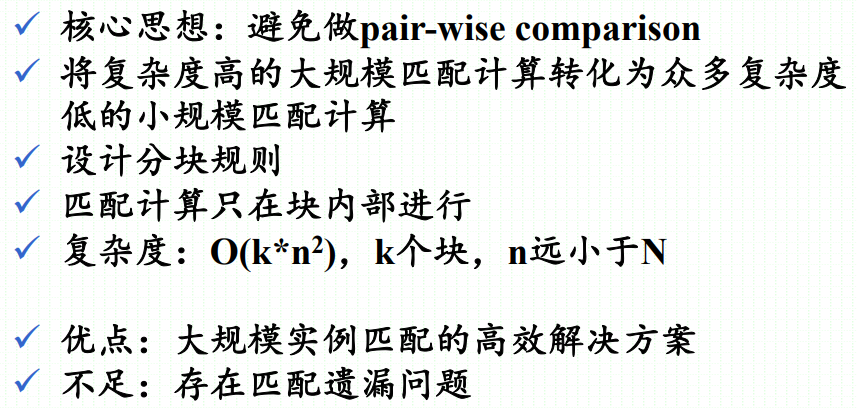 核心思想：避免做pair-wise comparison
将复杂度高的大规模匹配计算转化为众多复杂度
低的小规模匹配计算
设计分块规则
匹配计算只在块内部进行
复杂度：O(k*n²)，k个块，n远小于N
优点：大规模实例匹配的高效解决方案
不足：存在匹配遗漏问题